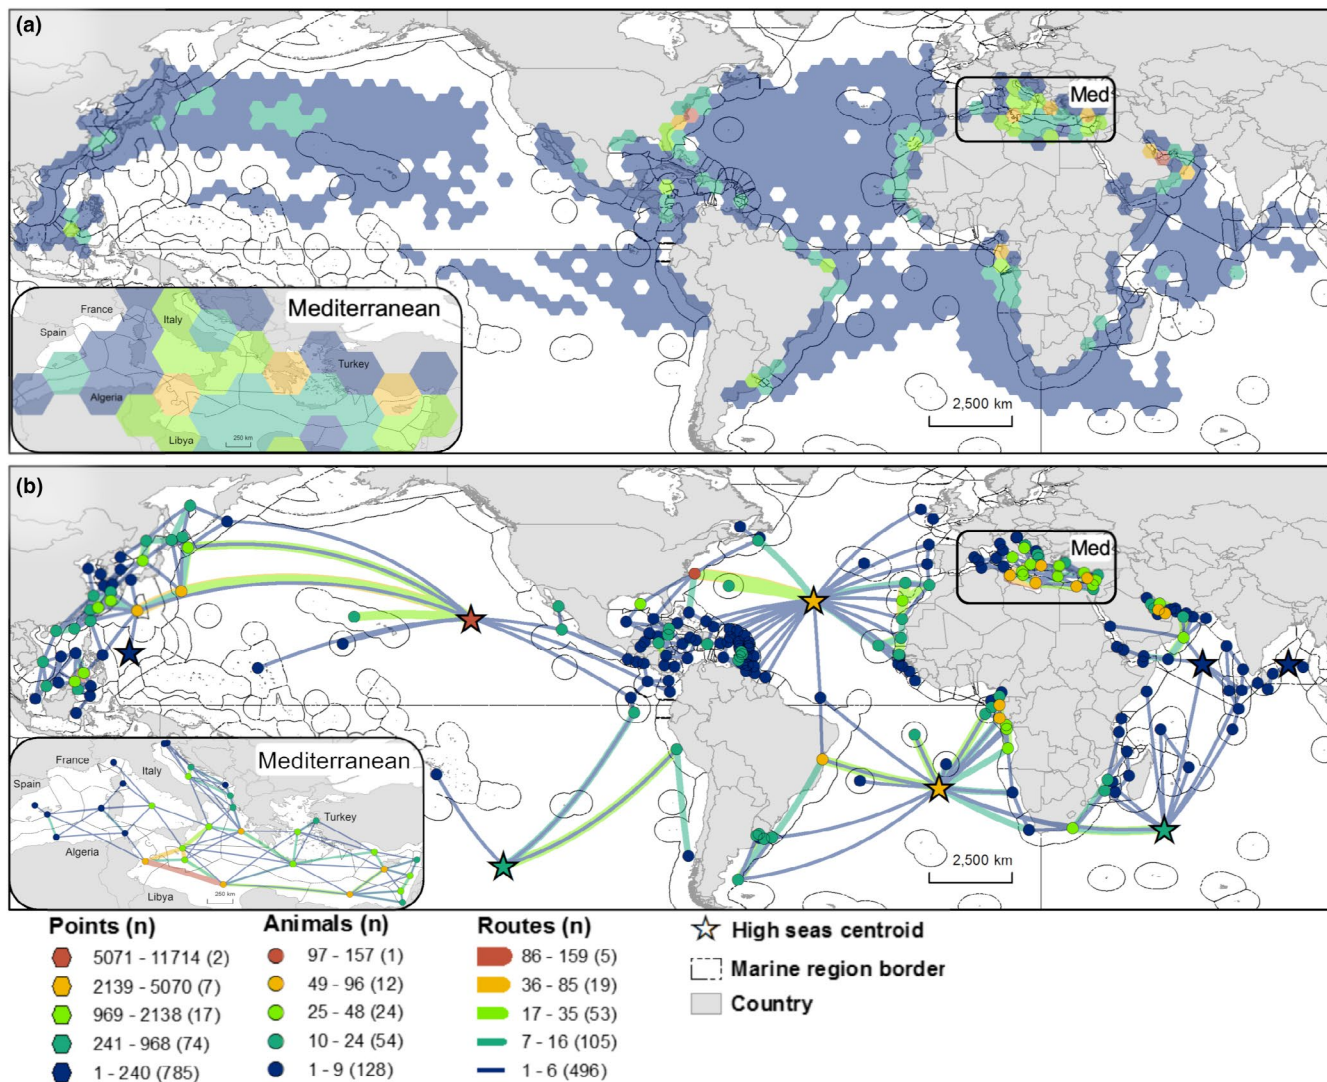 (a)
Med
2,500 km
Mediterranean
France
Spain
Italy
Turkey
Algeria
Libya
250 km
(b)
Med
2,500 km
Mediterranean
France
Spain
Italy
Turkey
Algeria
Libya
250 km
Points (n)
5071 - 11714 (2)
2139 - 5070 (7)
969 - 2138 (17)
241 - 968 (74)
1 - 240 (785)
Animals (n)
97 - 157 (1)
49 - 96 (12)
25 - 48 (24)
10 - 24 (54)
1 - 9 (128)
Routes (n)
86 - 159 (5)
36 - 85 (19)
17 - 35 (53)
7 - 16 (105)
1 - 6 (496)
High seas centroid
Marine region border
Country